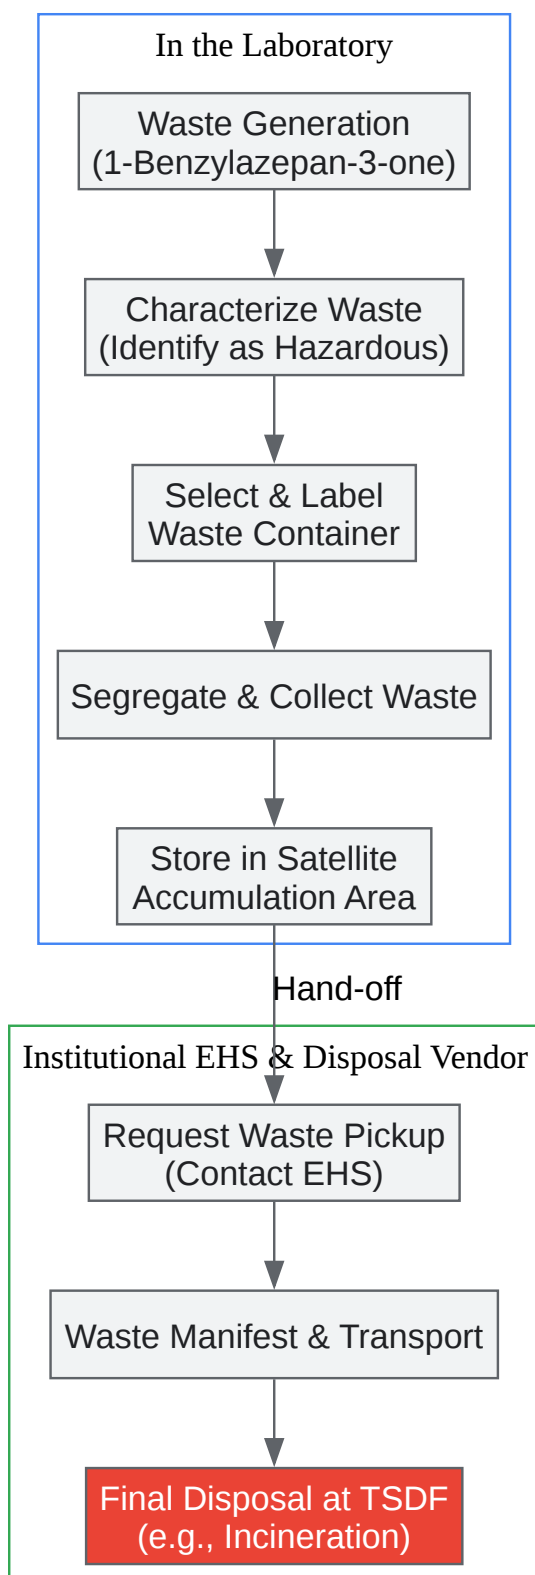 In the Laboratory
Waste Generation
(1-Benzylazepan-3-one)
Characterize Waste
(Identify as Hazardous)
Select & Label
Waste Container
Segregate & Collect Waste
Store in Satellite
Accumulation Area
Hand-off
Institutional EHS & Disposal Vendor
Request Waste Pickup
(Contact EHS)
Waste Manifest & Transport
Final Disposal at TSDF
(e.g., Incineration)